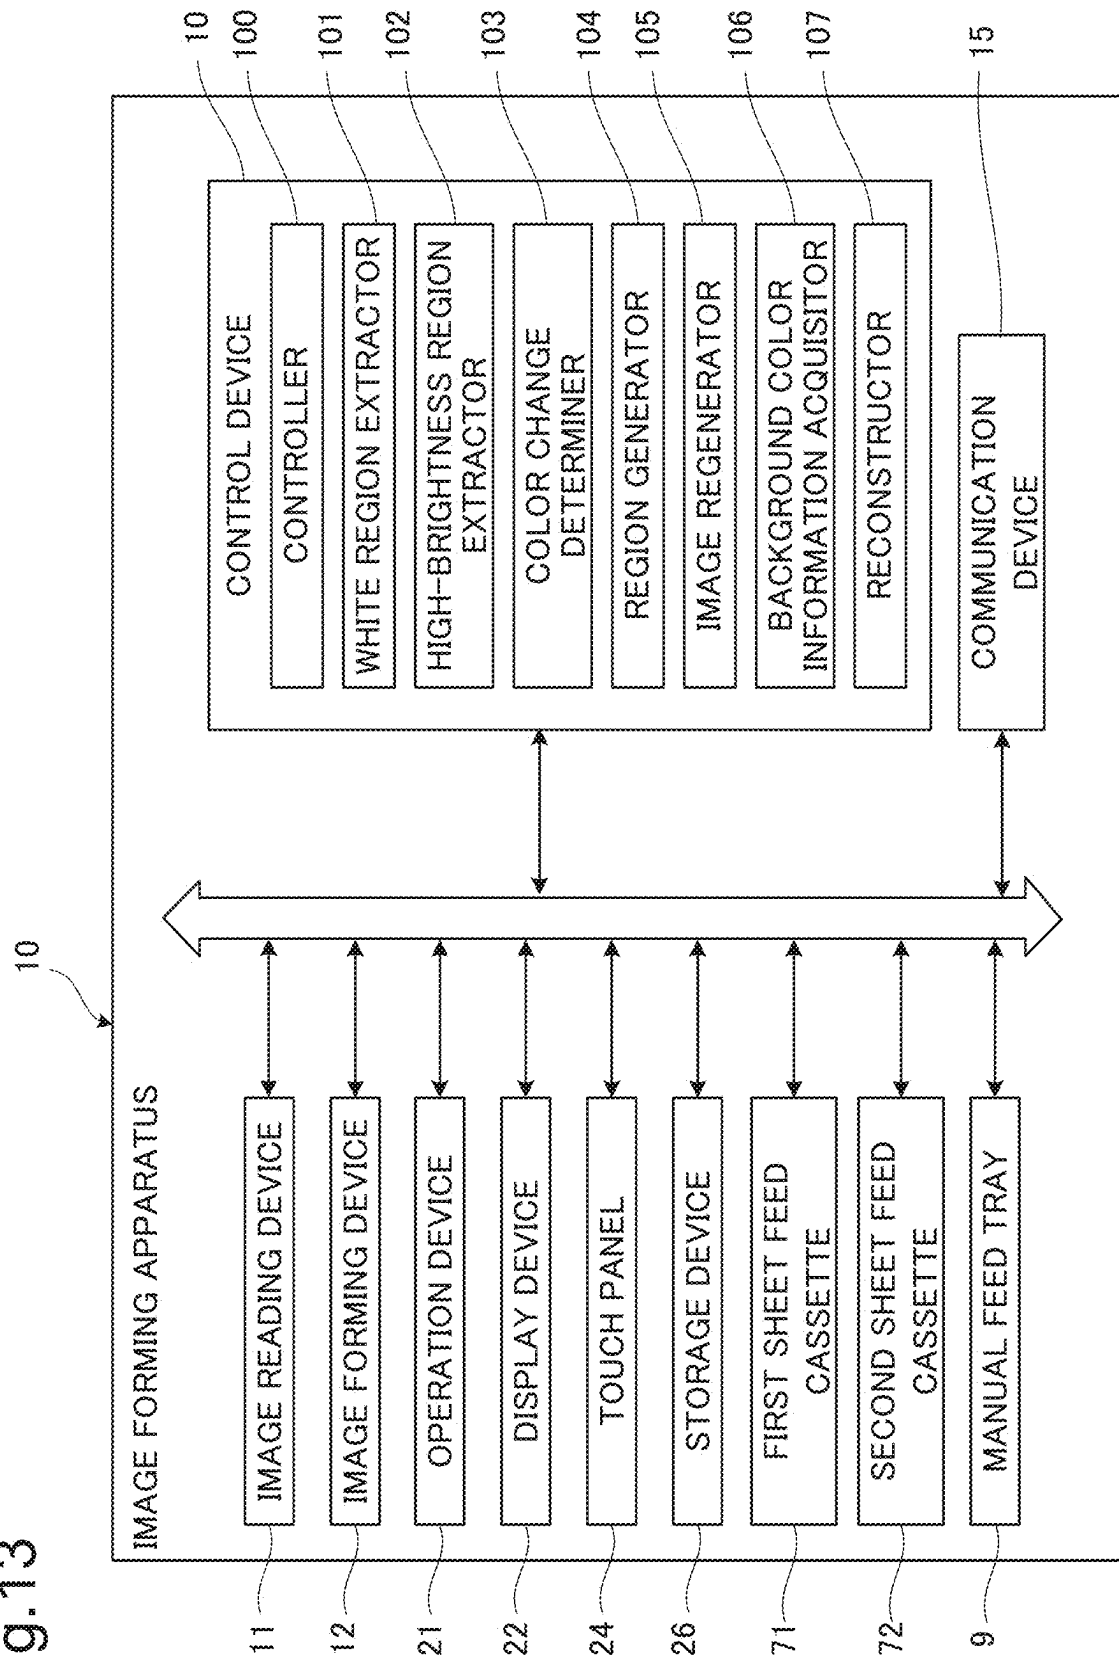 g.13
10
IMAGE FORMING APPARATUS
11
IMAGE READING DEVICE
12
IMAGE FORMING DEVICE
21
OPERATION DEVICE
22
DISPLAY DEVICE
24
TOUCH PANEL
26
STORAGE DEVICE
71
FIRST SHEET FEED
CASSETTE
72
SECOND SHEET FEED
CASSETTE
9
MANUAL FEED TRAY
CONTROL DEVICE
10
CONTROLLER
100
WHITE REGION EXTRACTOR
101
HIGH-BRIGHTNESS REGION
EXTRACTOR
102
COLOR CHANGE
DETERMINER
103
REGION GENERATOR
104
IMAGE REGENERATOR
105
BACKGROUND COLOR
INFORMATION ACQUISITOR
106
RECONSTRUCTOR
107
COMMUNICATION
DEVICE
15